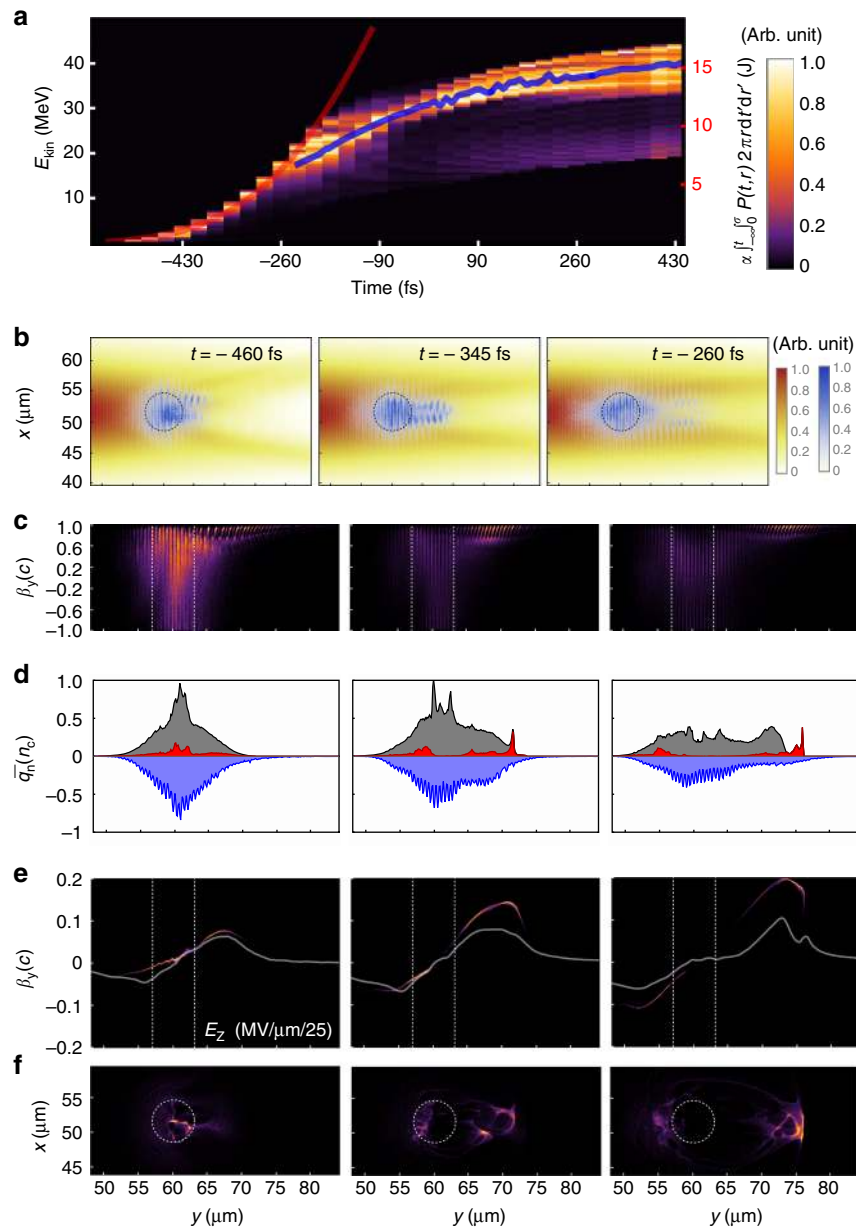 a
(Arb. unit)
E_kin (MeV)
40
30
20
10
15
10
5
α ∫_{-∞}^{t} ∫_{0}^{σ} P(t,r) 2πrdt′dr′ (J)
1.0
0.8
0.6
0.4
0.2
0
−430 −260 −90 90 260 430
Time (fs)
b
t = − 460 fs t = − 345 fs t = − 260 fs (Arb. unit)
x (μm)
60
55
50
45
40
1.0 1.0
0.8 0.8
0.6 0.6
0.4 0.4
0.2 0.2
0 0
c
β_y(c)
1.0
0.6
0.2
−0.2
−0.6
−1.0
d
q̅_n(n_c)
1.0
0.5
0
−0.5
−1
e
β_y(c)
0.2
0.1
0
−0.1
−0.2
E_Z (MV/μm/25)
f
x (μm)
55
50
45
50 55 60 65 70 75 80 50 55 60 65 70 75 80 50 55 60 65 70 75 80
y (μm) y (μm) y (μm)